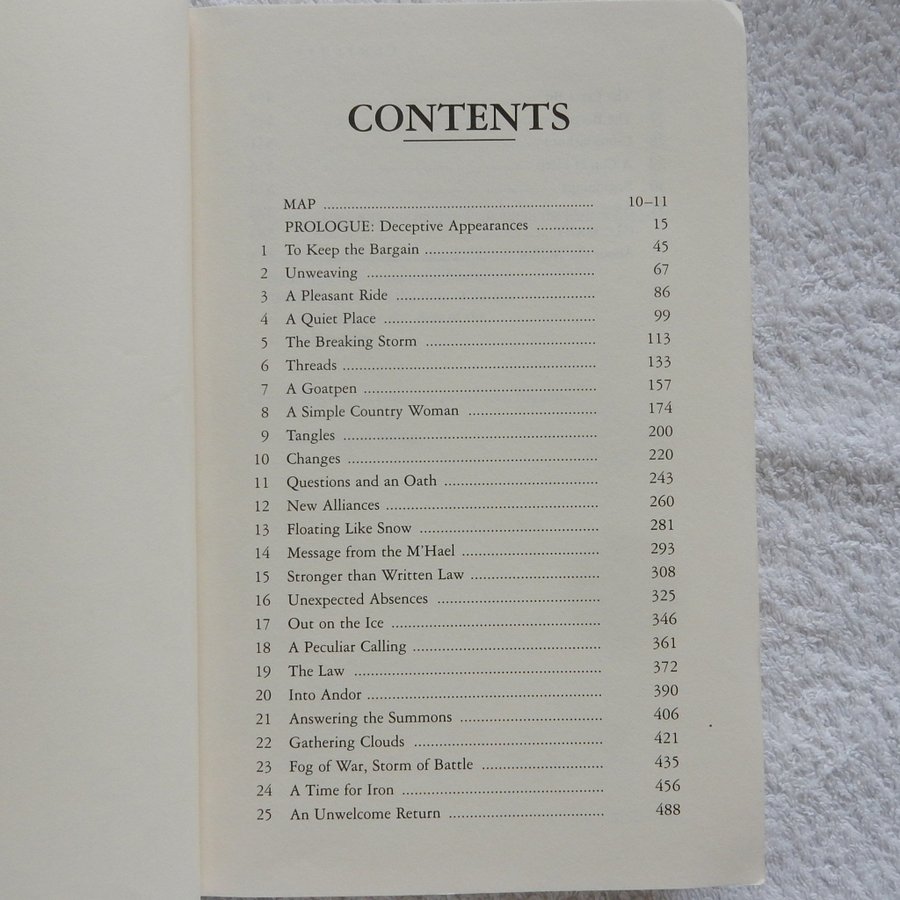 CONTENTS
MAP ........ 10–11
PROLOGUE: Deceptive Appearances ........ 15
1 To Keep the Bargain ........ 45
2 Unweaving ........ 67
3 A Pleasant Ride ........ 86
4 A Quiet Place ........ 99
5 The Breaking Storm ........ 113
6 Threads ........ 133
7 A Goatpen ........ 157
8 A Simple Country Woman ........ 174
9 Tangles ........ 200
10 Changes ........ 220
11 Questions and an Oath ........ 243
12 New Alliances ........ 260
13 Floating Like Snow ........ 281
14 Message from the M'Hael ........ 293
15 Stronger than Written Law ........ 308
16 Unexpected Absences ........ 325
17 Out on the Ice ........ 346
18 A Peculiar Calling ........ 361
19 The Law ........ 372
20 Into Andor ........ 390
21 Answering the Summons ........ 406
22 Gathering Clouds ........ 421
23 Fog of War, Storm of Battle ........ 435
24 A Time for Iron ........ 456
25 An Unwelcome Return ........ 488